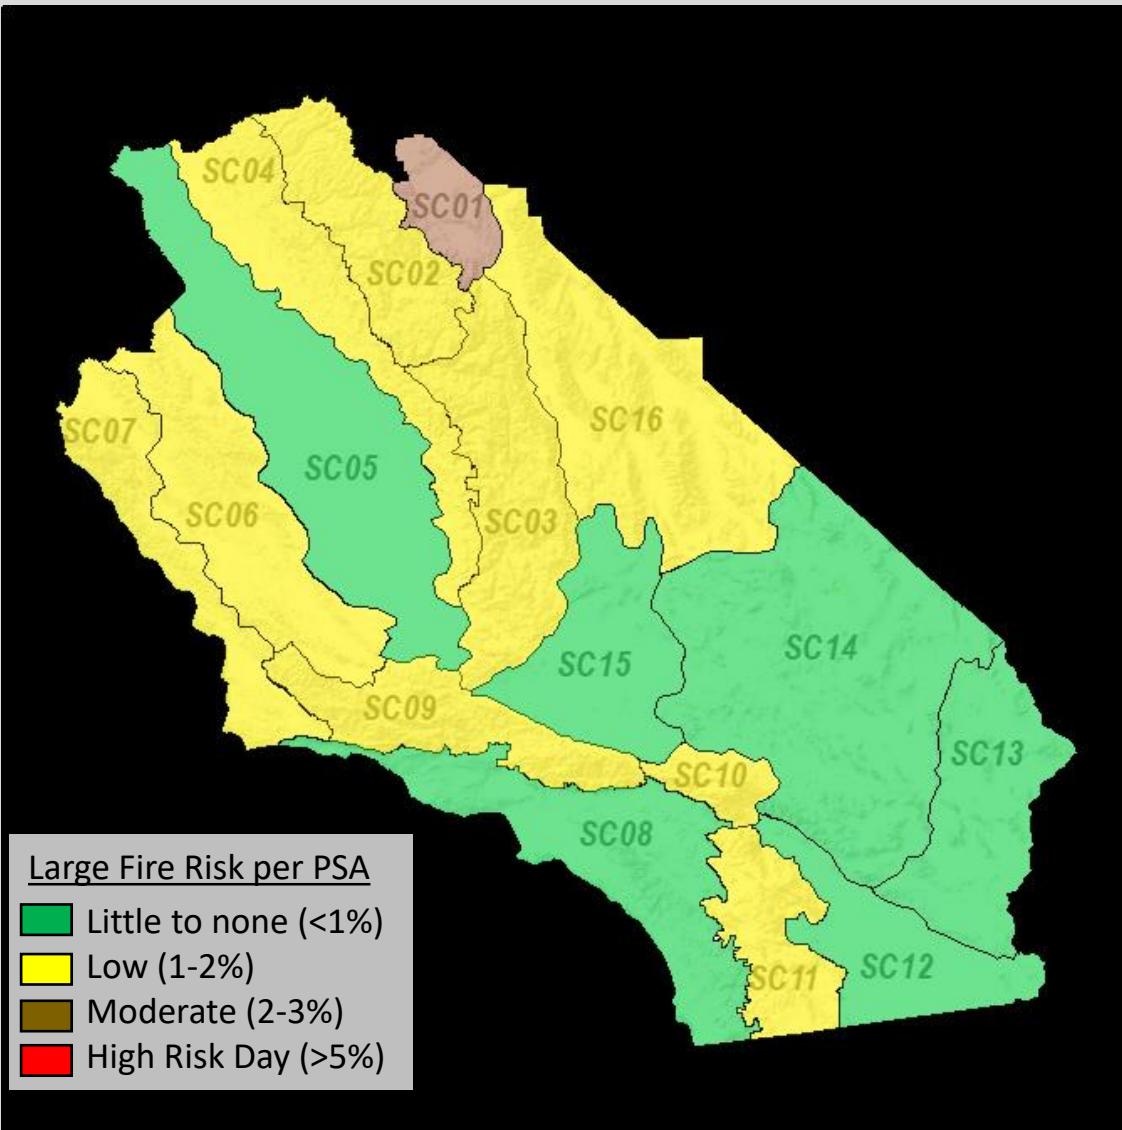 SC04
SC01
SC02
SC16
SC07
SC05
SC06
SC03
SC14
SC15
SC09
SC13
SC10
SC08
SC12
SC11
Large Fire Risk per PSA
Little to none (<1%)
Low (1-2%)
Moderate (2-3%)
High Risk Day (>5%)